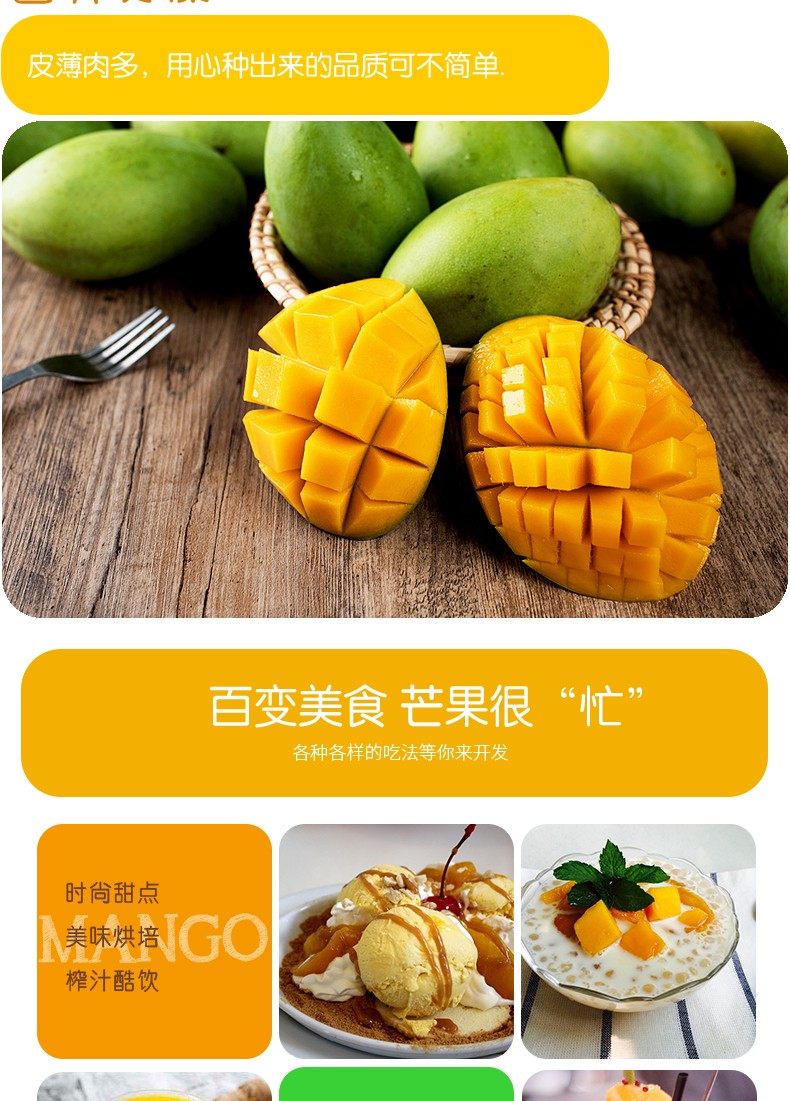 皮薄肉多，用心种出来的品质可不简单.
百变美食 芒果很“忙”
各种各样的吃法等你来开发
时尚甜点
MANGO
美味烘培
榨汁酷饮